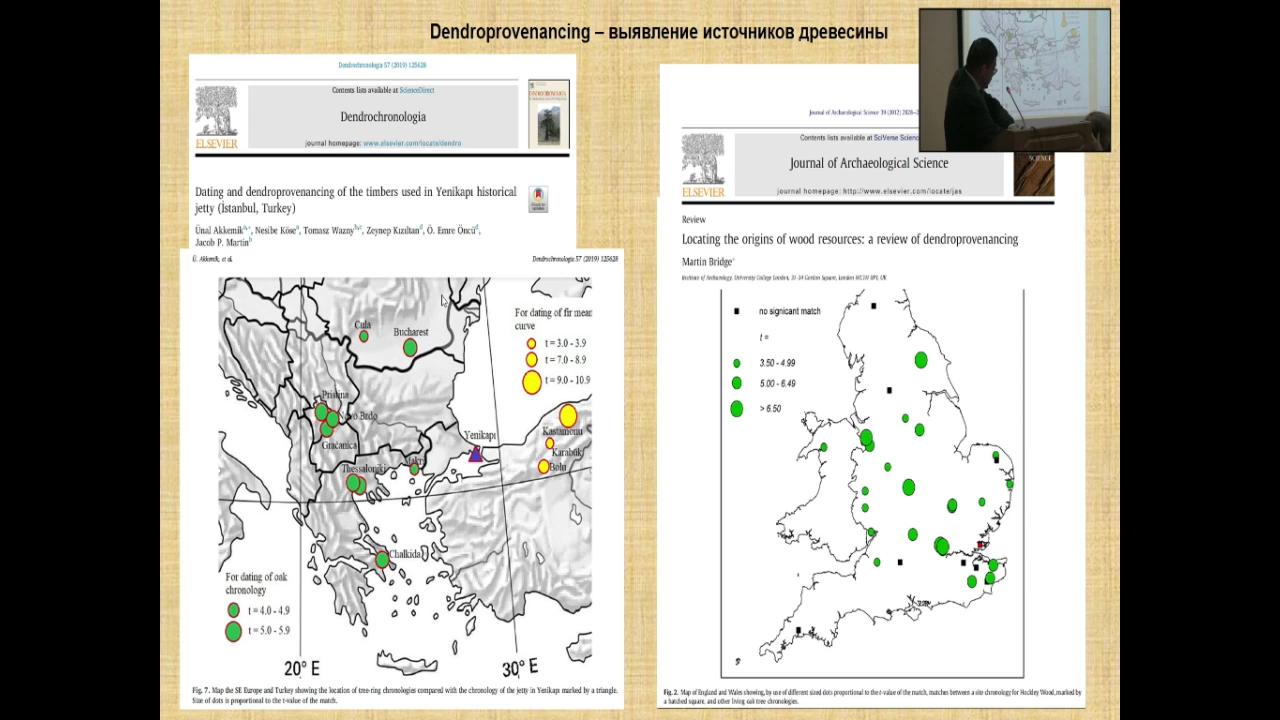 Dendroprovenancing – выявление источников древесины
Dendrochronologia 57 (2019) 125628
Contents lists available at ScienceDirect
Dendrochronologia
ELSEVIER
journal homepage: www.elsevier.com/locate/dendro
Dating and dendroprovenancing of the timbers used in Yenikapı historical
jetty (İstanbul, Turkey)
Ünal Akkemik, Nesibe Köse, Tomasz Wazny, Zeynep Kızıltan, Ö. Emre Öncü,
Jacob P. Martin
Ü. Akkemik, et al.
Dendrochronologia 57 (2019) 125628
For dating of fir mean
curve
t = 3.0 - 3.9
t = 7.0 - 8.9
t = 9.0 - 10.9
Cula
Bucharest
Pristina
Novo Brdo
Gračanica
Thessaloniki
Yenikapı
Kastamonu
Karabük
Bolu
Chalkida
For dating of oak
chronology
t = 4.0 - 4.9
t = 5.0 - 5.9
20° E
30° E
Fig. 7. Map the SE Europe and Turkey showing the location of tree-ring chronologies compared with the chronology of the jetty in Yenikapı marked by a triangle.
Size of dots is proportional to the t-value of the match.
Journal of Archaeological Science 39 (2012)
Contents lists available at SciVerse
Journal of Archaeological Science
ELSEVIER
journal homepage: http://www.elsevier.com/locate/jas
SCIENCE
Review
Locating the origins of wood resources: a review of dendroprovenancing
Martin Bridge*
Institute of Archaeology, University College London, 31-34 Gordon Square, London WC1H 0PY, UK
no signicant match
t =
3.50 - 4.99
5.00 - 6.49
> 6.50
Fig. 2. Map of England and Wales showing, by use of different sized dots proportional to the t-value of the match, matches between a site chronology for Hockley Wood, marked by
a hatched square, and other living oak tree chronologies.